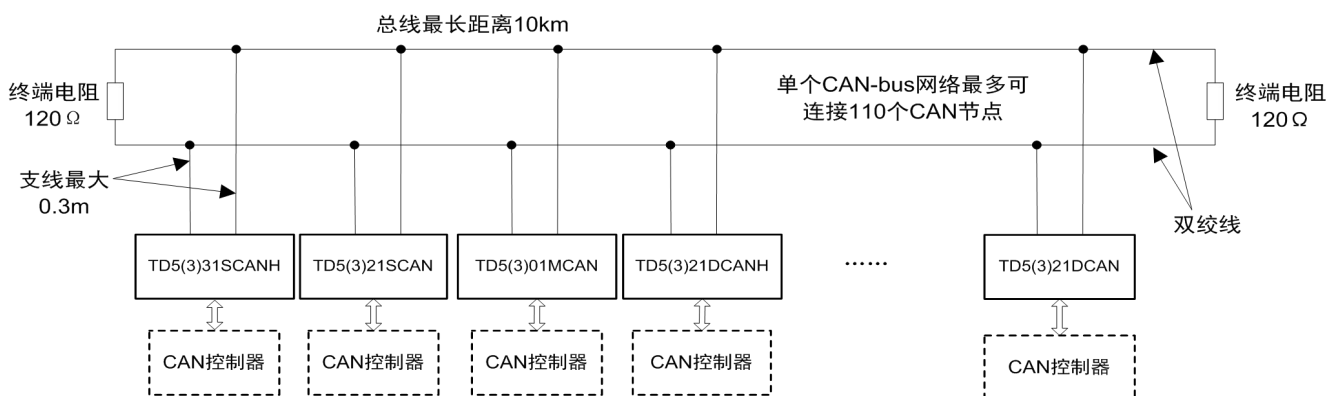 总线最长距离10km
终端电阻
120Ω
单个CAN-bus网络最多可
连接110个CAN节点
终端电阻
120Ω
支线最大
0.3m
双绞线
TD5(3)31SCANH
TD5(3)21SCAN
TD5(3)01MCAN
TD5(3)21DCANH
……
TD5(3)21DCAN
CAN控制器
CAN控制器
CAN控制器
CAN控制器
CAN控制器